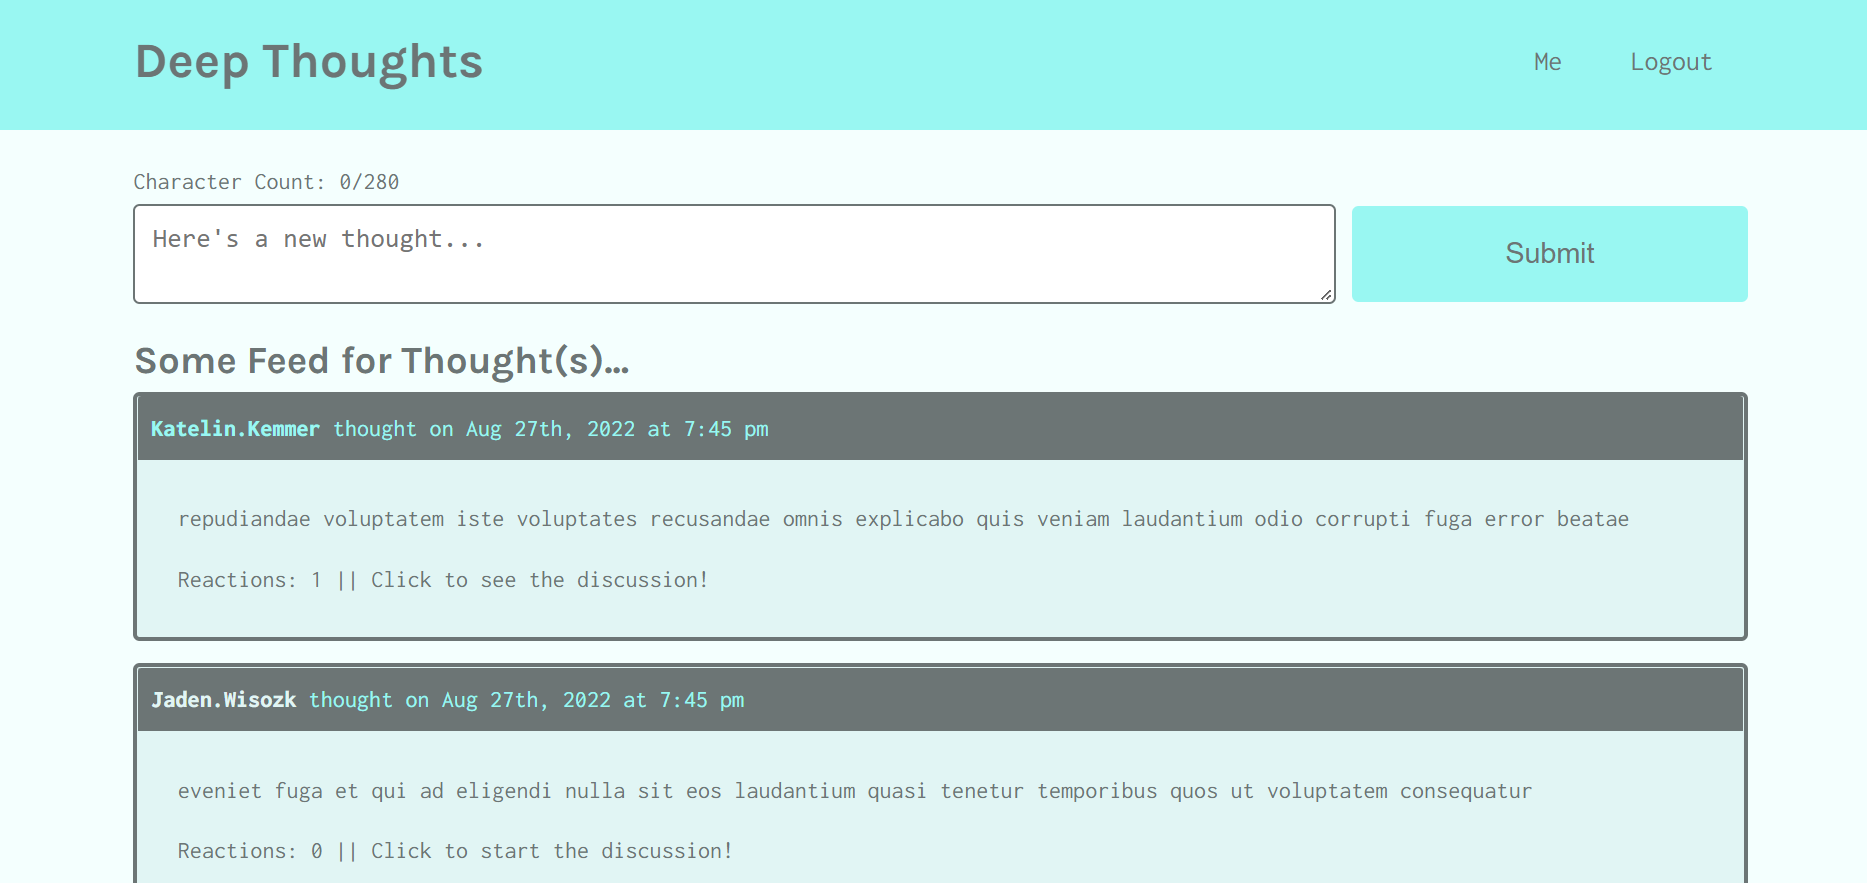 Deep Thoughts
Me
Logout
Character Count: 0/280
Here's a new thought...
Submit
Some Feed for Thought(s)...
Katelin.Kemmer thought on Aug 27th, 2022 at 7:45 pm
repudiandae voluptatem iste voluptates recusandae omnis explicabo quis veniam laudantium odio corrupti fuga error beatae
Reactions: 1 || Click to see the discussion!
Jaden.Wisozk thought on Aug 27th, 2022 at 7:45 pm
eveniet fuga et qui ad eligendi nulla sit eos laudantium quasi tenetur temporibus quos ut voluptatem consequatur
Reactions: 0 || Click to start the discussion!